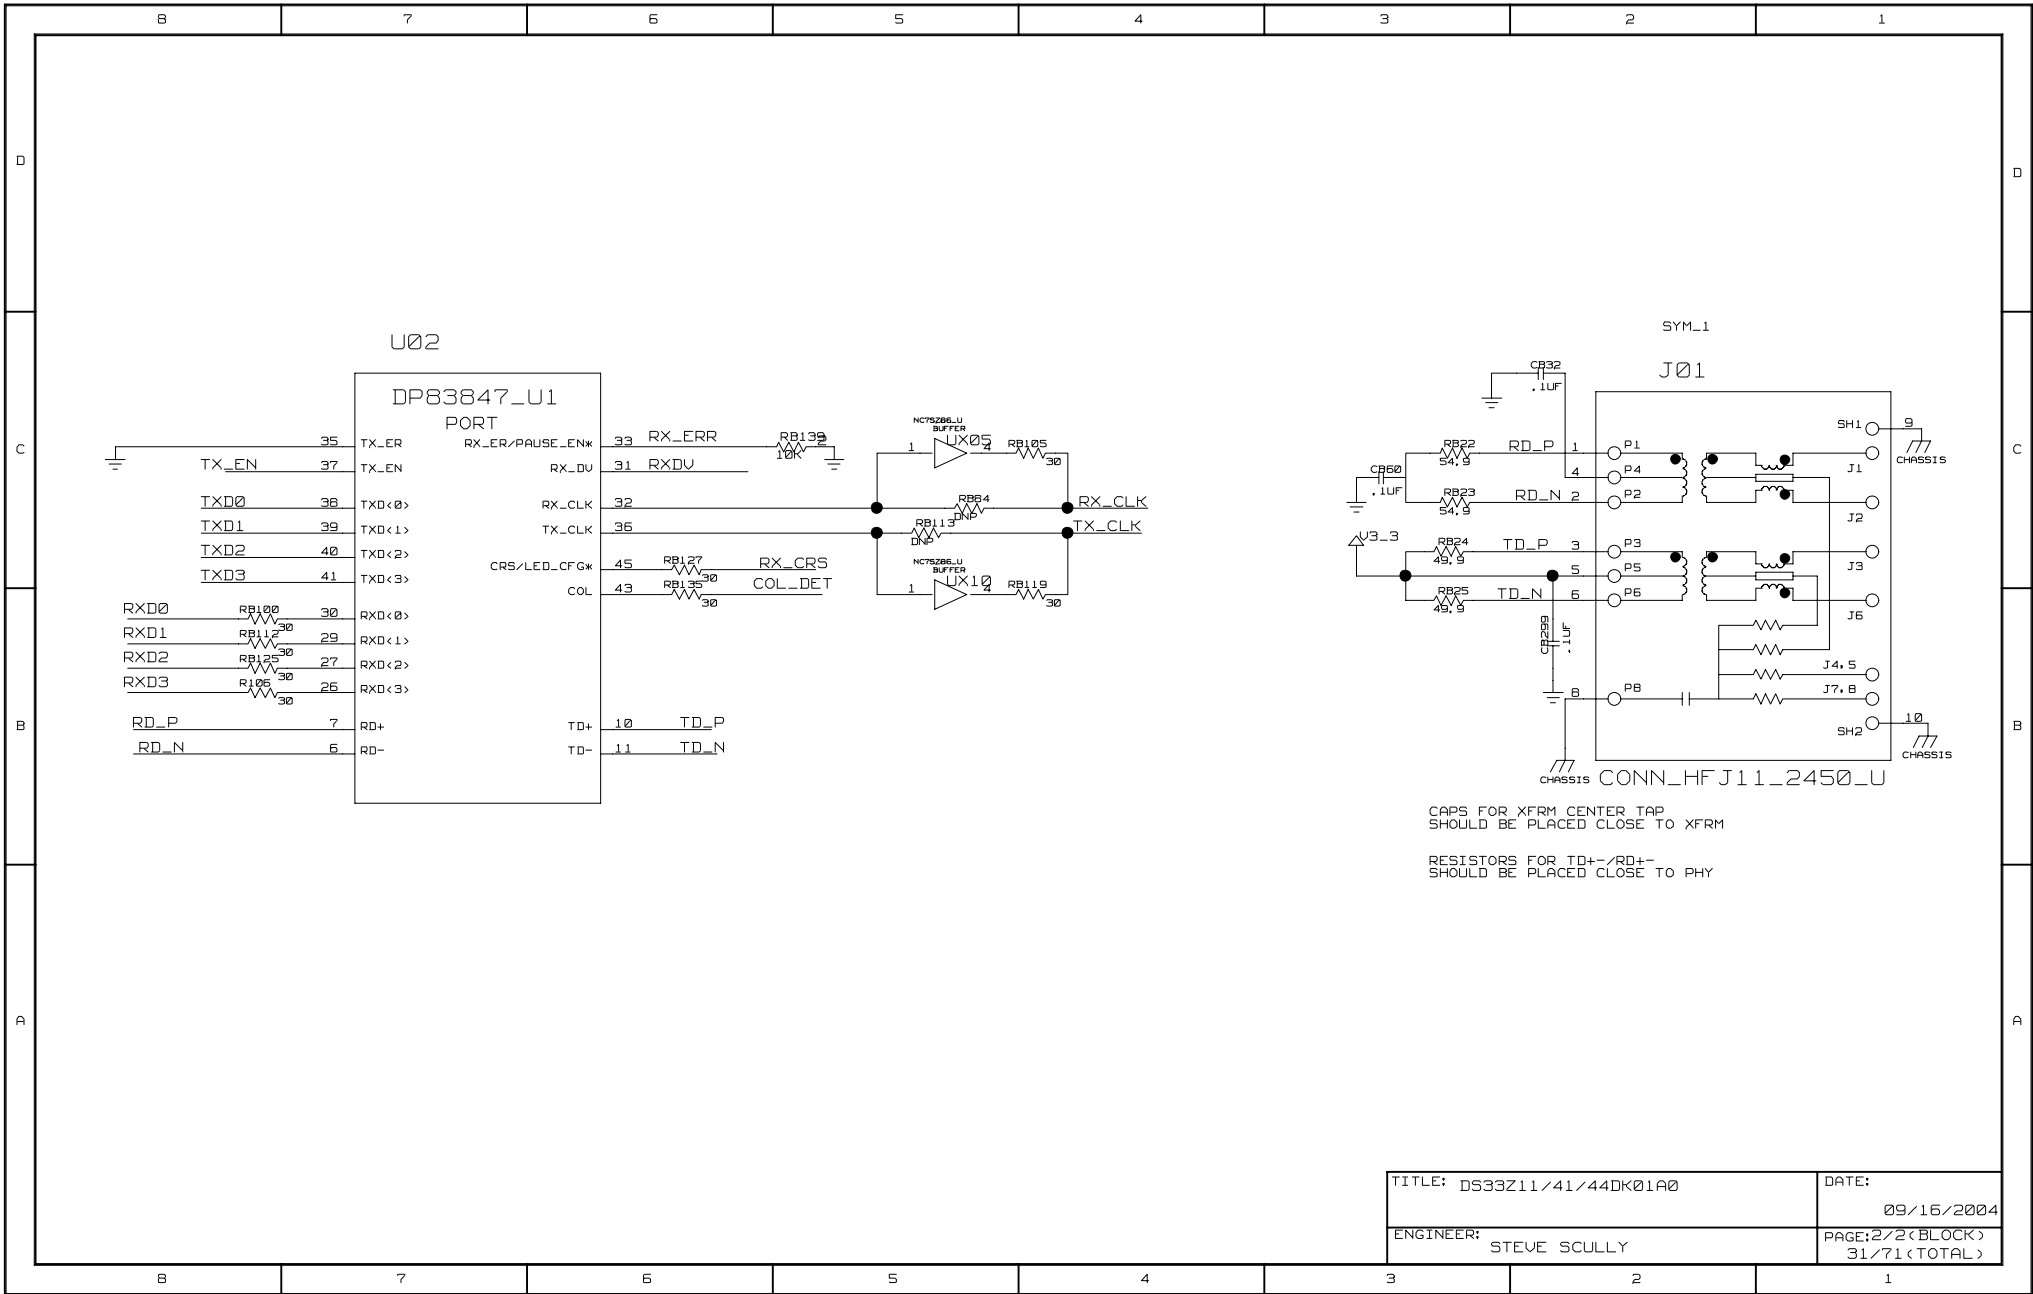 8 7 6 5 4 3 2 1
D D
C C
B B
A A
U02
DP83847_U1
PORT
35 TX_ER
TX_EN 37 TX_EN
TXD0 38 TXD<0>
TXD1 39 TXD<1>
TXD2 40 TXD<2>
TXD3 41 TXD<3>
RXD0 RB100 30 30 RXD<0>
RXD1 RB112 30 29 RXD<1>
RXD2 RB125 30 27 RXD<2>
RXD3 R106 30 26 RXD<3>
RD_P 7 RD+
RD_N 6 RD-
RX_ER/PAUSE_EN* 33 RX_ERR RB139 10K 2
RX_DV 31 RXDV
RX_CLK 32 RB84 DNP RX_CLK
TX_CLK 36 RB113 DNP TX_CLK
CRS/LED_CFG* 45 RB127 30 RX_CRS
COL 43 RB135 30 COL_DET
TD+ 10 TD_P
TD- 11 TD_N
NC7SZ86_U
BUFFER
1 UX05 4 RB105 30
NC7SZ86_U
BUFFER
1 UX10 4 RB119 30
SYM_1
J01
CB32
.1UF
CB60
.1UF
RB22 54.9 RD_P 1 P1
4 P4
RB23 54.9 RD_N 2 P2
V3_3
RB24 49.9 TD_P 3 P3
5 P5
RB25 49.9 TD_N 6 P6
CB299
.1UF
8 P8
CHASSIS
SH1 9
CHASSIS
J1
J2
J3
J6
J4,5
J7,8
SH2 10
CHASSIS
CONN_HFJ11_2450_U
CAPS FOR XFRM CENTER TAP
SHOULD BE PLACED CLOSE TO XFRM
RESISTORS FOR TD+-/RD+-
SHOULD BE PLACED CLOSE TO PHY
TITLE: DS33Z11/41/44DK01A0
DATE:
09/16/2004
ENGINEER: STEVE SCULLY
PAGE:2/2(BLOCK)
31/71(TOTAL)
8 7 6 5 4 3 2 1